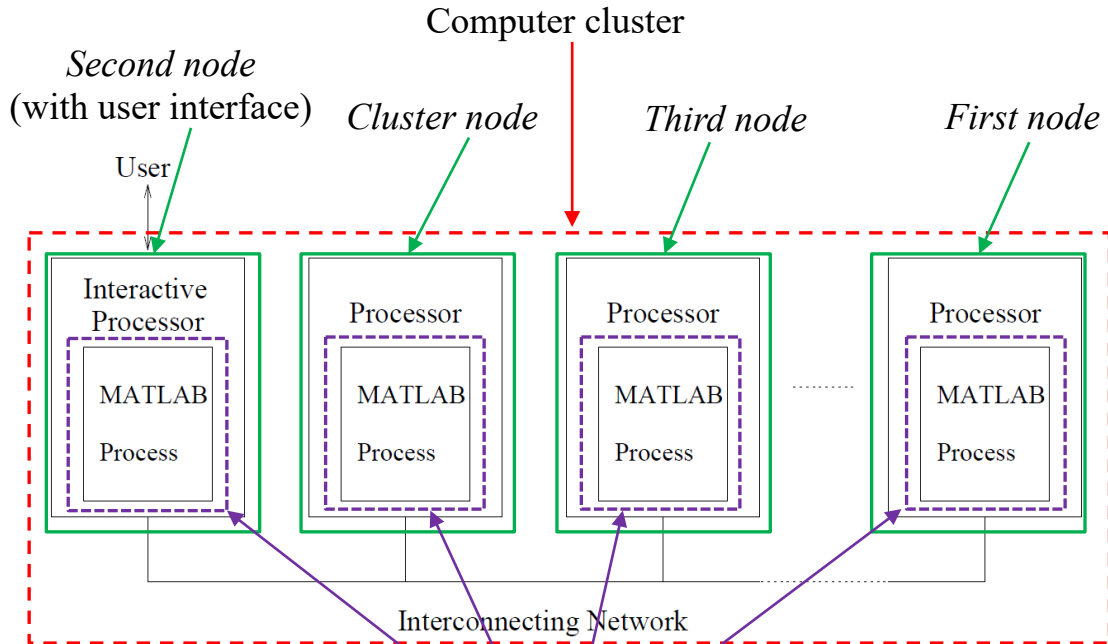 Computer cluster
Second node
(with user interface)
Cluster node
Third node
First node
User
Interactive
Processor
MATLAB
Process
Processor
MATLAB
Process
Processor
MATLAB
Process
Processor
MATLAB
Process
Interconnecting Network